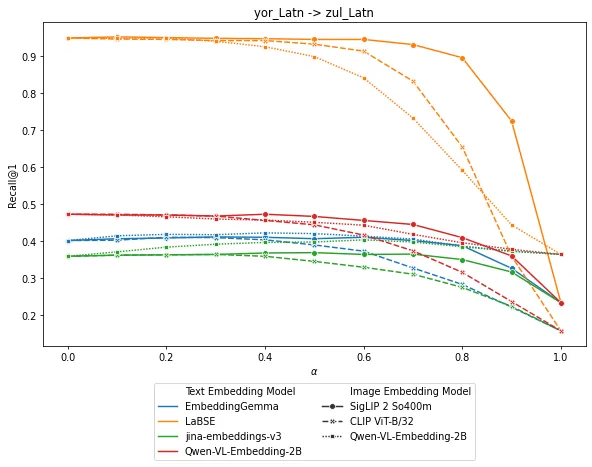 yor_Latn -> zul_Latn
Recall@1
0.9
0.8
0.7
0.6
0.5
0.4
0.3
0.2
0.0 0.2 0.4 0.6 0.8 1.0
α
Text Embedding Model Image Embedding Model
EmbeddingGemma SigLIP 2 So400m
LaBSE CLIP ViT-B/32
jina-embeddings-v3 Qwen-VL-Embedding-2B
Qwen-VL-Embedding-2B